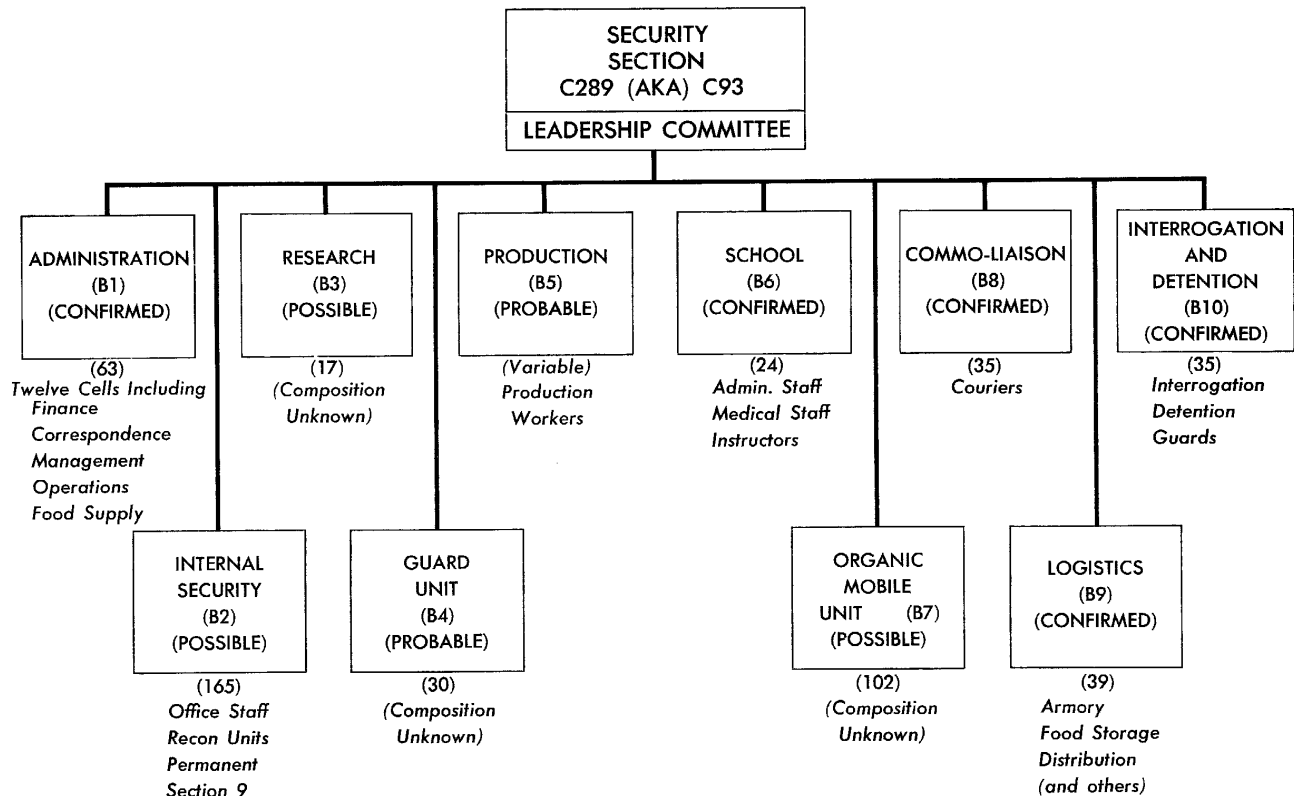 SECURITY
SECTION
C289 (AKA) C93
LEADERSHIP COMMITTEE
ADMINISTRATION
(B1)
(CONFIRMED)
(63)
Twelve Cells Including
Finance
Correspondence
Management
Operations
Food Supply
RESEARCH
(B3)
(POSSIBLE)
(17)
(Composition
Unknown)
PRODUCTION
(B5)
(PROBABLE)
(Variable)
Production
Workers
SCHOOL
(B6)
(CONFIRMED)
(24)
Admin. Staff
Medical Staff
Instructors
COMMO-LIAISON
(B8)
(CONFIRMED)
(35)
Couriers
INTERROGATION
AND
DETENTION
(B10)
(CONFIRMED)
(35)
Interrogation
Detention
Guards
INTERNAL
SECURITY
(B2)
(POSSIBLE)
(165)
Office Staff
Recon Units
Permanent
Section 9
GUARD
UNIT
(B4)
(PROBABLE)
(30)
(Composition
Unknown)
ORGANIC
MOBILE
UNIT (B7)
(POSSIBLE)
(102)
(Composition
Unknown)
LOGISTICS
(B9)
(CONFIRMED)
(39)
Armory
Food Storage
Distribution
(and others)